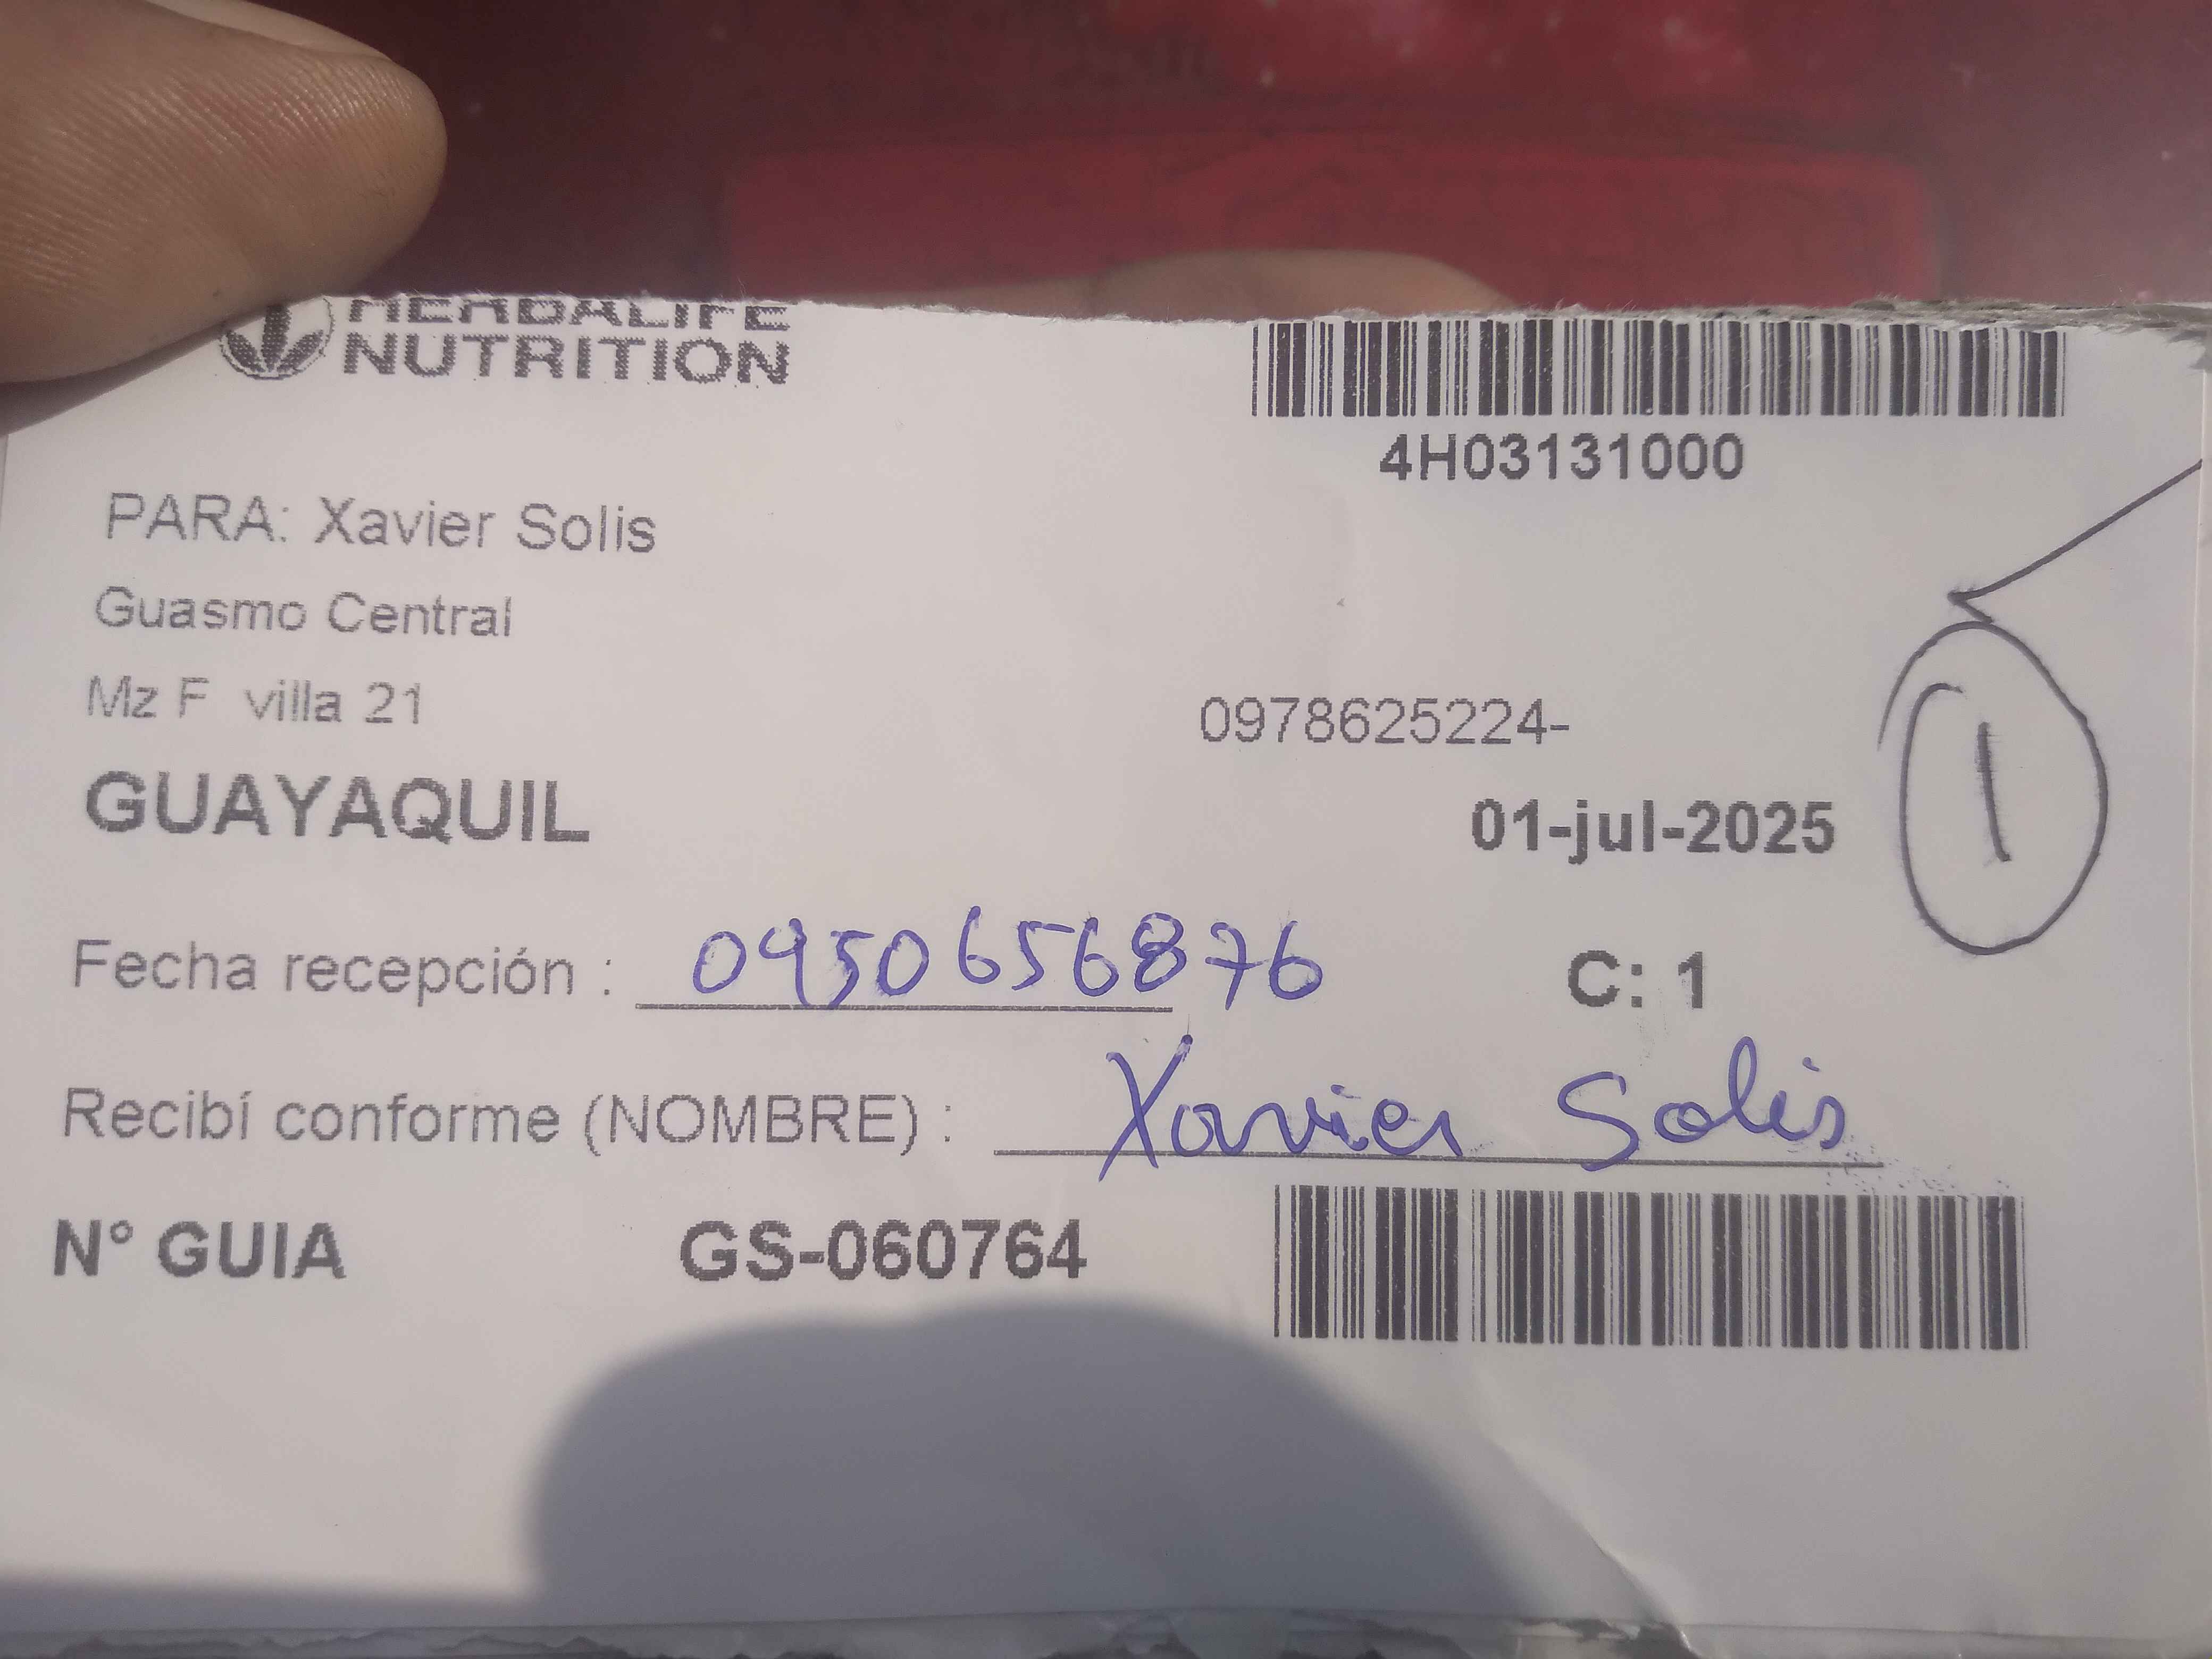 HERBALIFE
NUTRITION
4H03131000
PARA: Xavier Solis
Guasmo Central
Mz F villa 21
0978625224-
GUAYAQUIL
01-jul-2025
1
Fecha recepción : 0950656876
C: 1
Recibí conforme (NOMBRE) : Xavier Solis
N° GUIA GS-060764